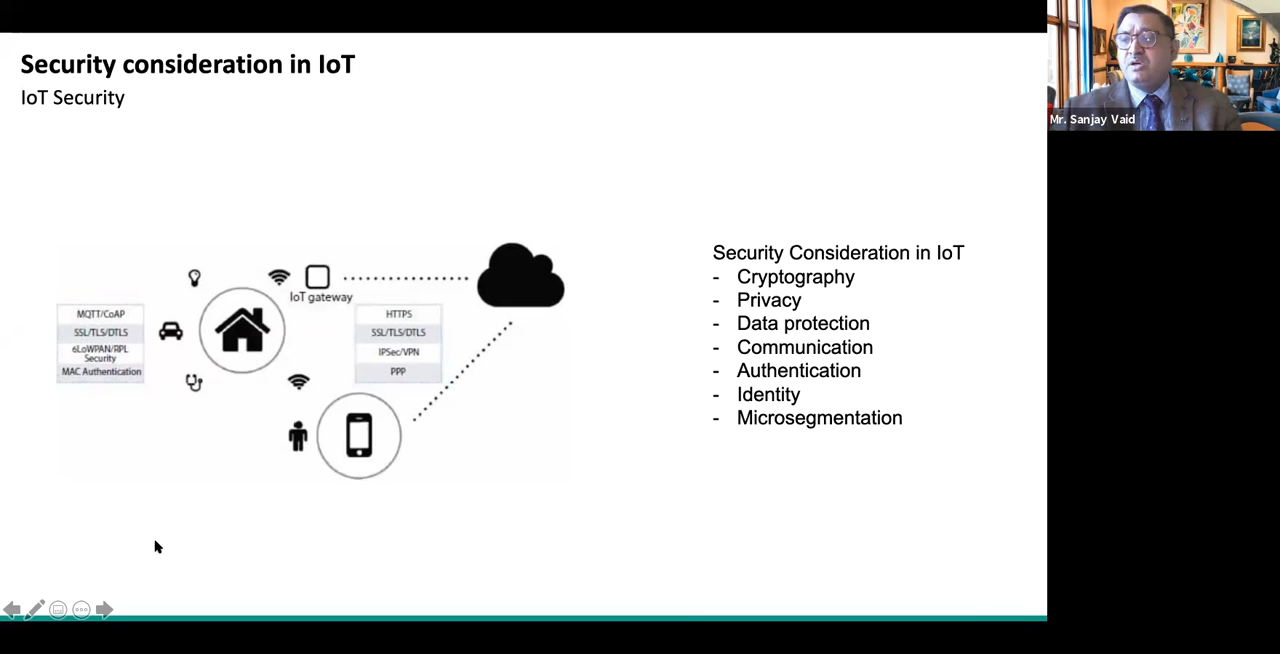 Security consideration in IoT
IoT Security
Mr. Sanjay Vaid
IoT gateway
MQTT/CoAP
SSL/TLS/DTLS
6LoWPAN/RPL
Security
MAC Authentication
HTTPS
SSL/TLS/DTLS
IPSec/VPN
PPP
Security Consideration in IoT
- Cryptography
- Privacy
- Data protection
- Communication
- Authentication
- Identity
- Microsegmentation